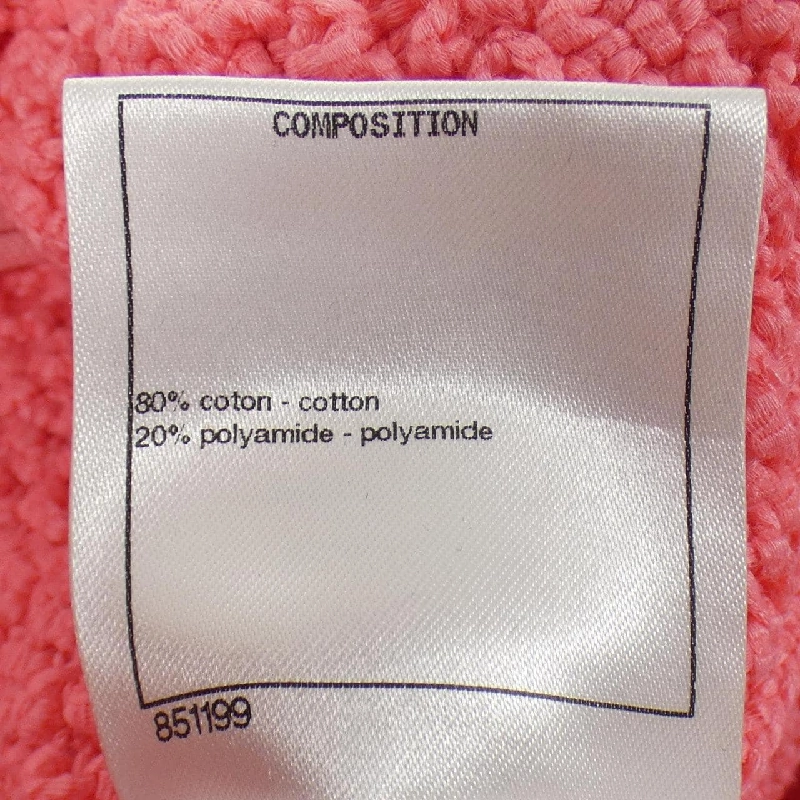 COMPOSITION
80% coton - cotton
20% polyamide - polyamide
851199